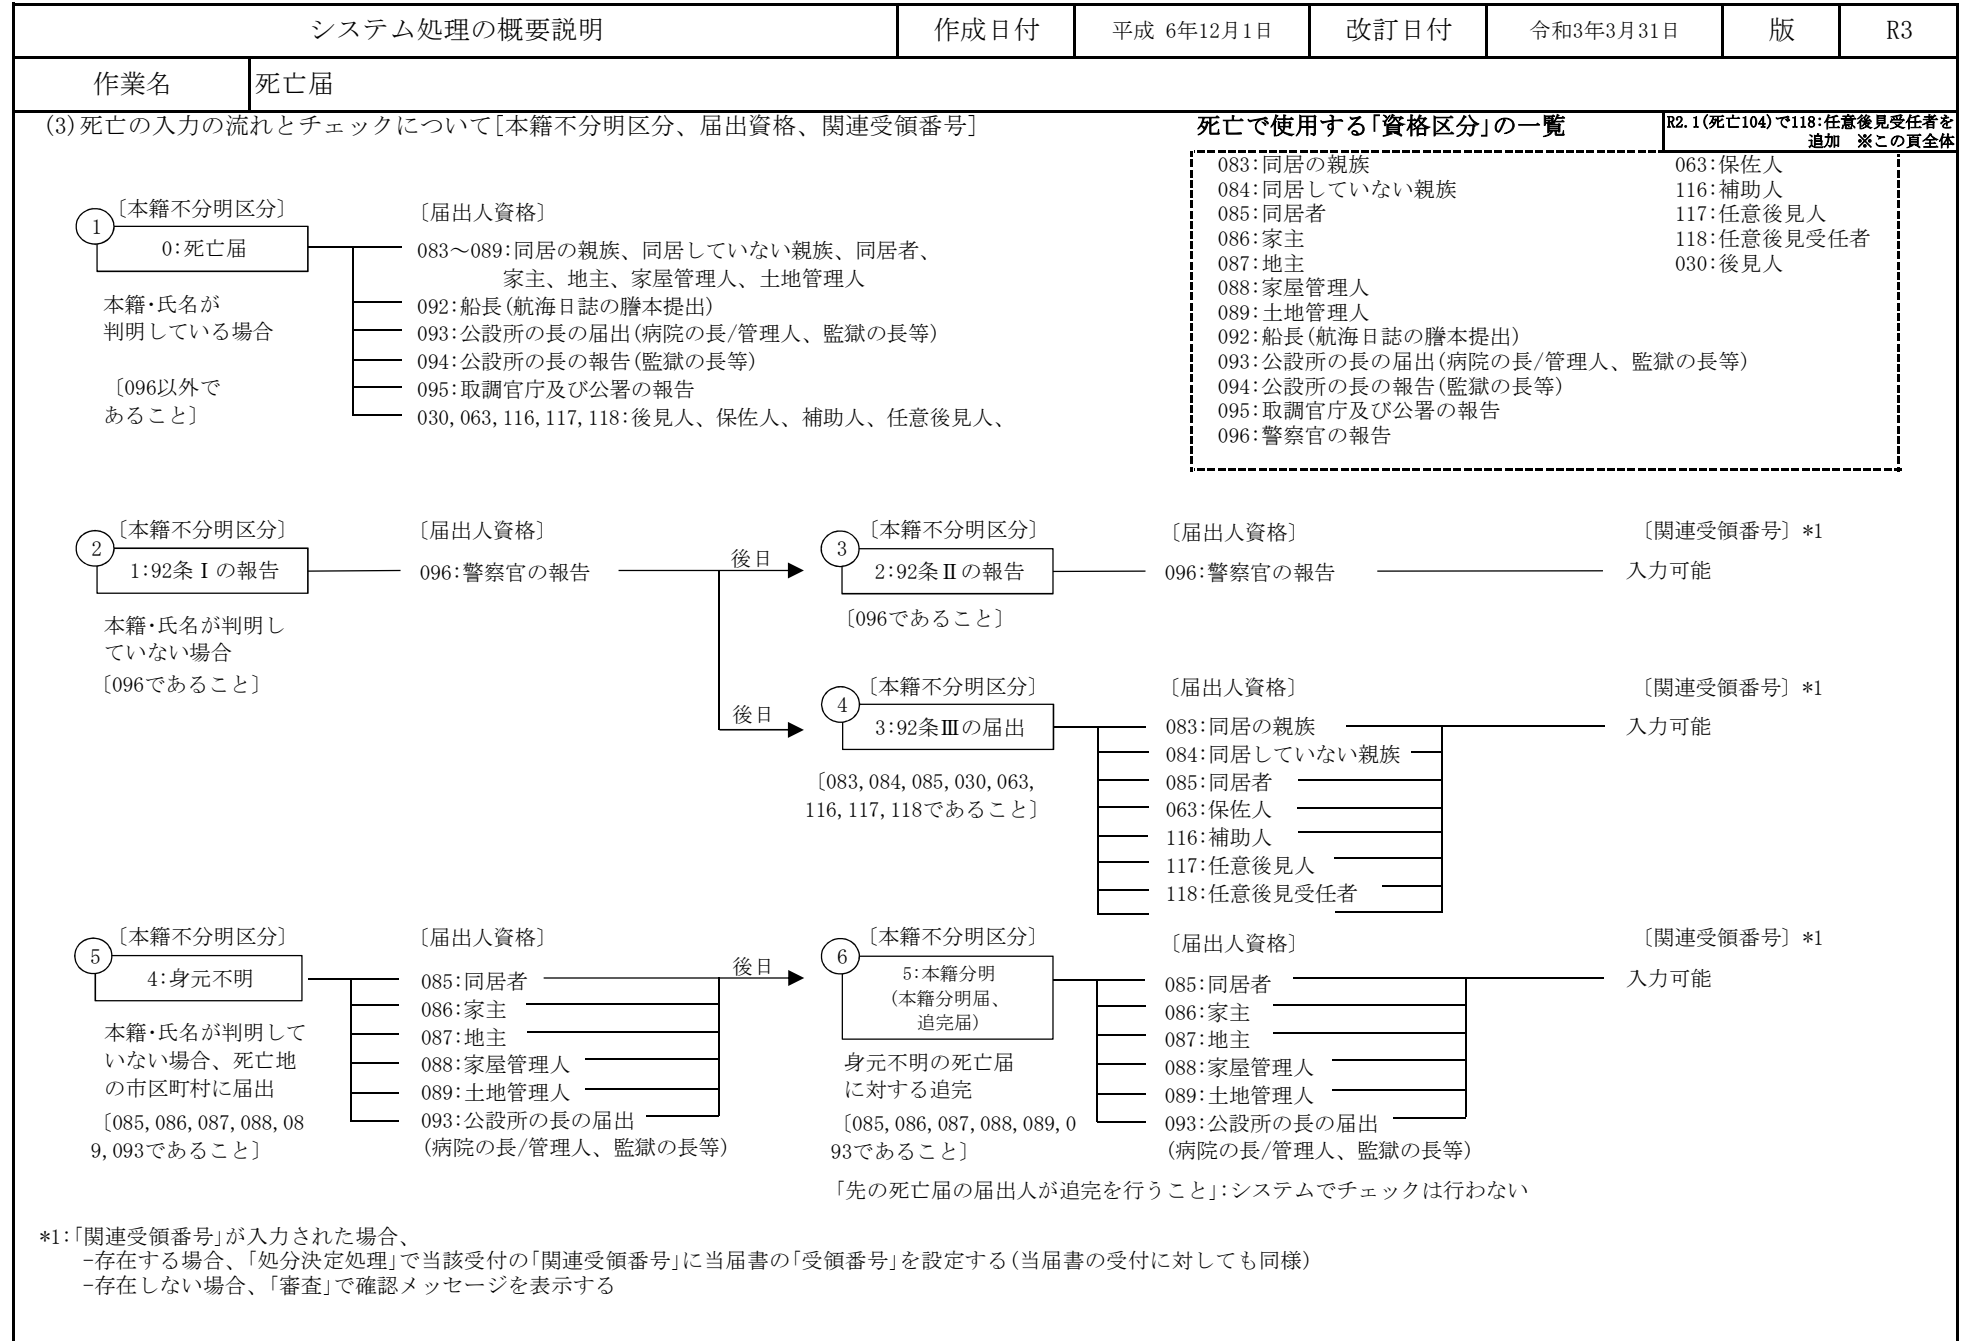 システム処理の概要説明 作成日付 平成 6年12月1日 改訂日付 令和3年3月31日 版 R3
作業名 死亡届
(3)死亡の入力の流れとチェックについて[本籍不分明区分、届出資格、関連受領番号]
死亡で使用する｢資格区分｣の一覧
R2.1(死亡104)で118:任意後見受任者を
追加 ※この頁全体
083:同居の親族
084:同居していない親族
085:同居者
086:家主
087:地主
088:家屋管理人
089:土地管理人
092:船長(航海日誌の謄本提出)
093:公設所の長の届出(病院の長/管理人、監獄の長等)
094:公設所の長の報告(監獄の長等)
095:取調官庁及び公署の報告
096:警察官の報告
063:保佐人
116:補助人
117:任意後見人
118:任意後見受任者
030:後見人
1
〔本籍不分明区分〕
0:死亡届
本籍･氏名が
判明している場合
〔096以外で
あること〕
〔届出人資格〕
083～089:同居の親族、同居していない親族、同居者、
家主、地主、家屋管理人、土地管理人
092:船長(航海日誌の謄本提出)
093:公設所の長の届出(病院の長/管理人、監獄の長等)
094:公設所の長の報告(監獄の長等)
095:取調官庁及び公署の報告
030,063,116,117,118:後見人、保佐人、補助人、任意後見人、
2
〔本籍不分明区分〕
1:92条Ⅰの報告
本籍･氏名が判明し
ていない場合
〔096であること〕
〔届出人資格〕
096:警察官の報告
後日
3
〔本籍不分明区分〕
2:92条Ⅱの報告
〔096であること〕
〔届出人資格〕
096:警察官の報告
〔関連受領番号〕*1
入力可能
後日
4
〔本籍不分明区分〕
3:92条Ⅲの届出
〔083,084,085,030,063,
116,117,118であること〕
〔届出人資格〕
083:同居の親族
084:同居していない親族
085:同居者
063:保佐人
116:補助人
117:任意後見人
118:任意後見受任者
〔関連受領番号〕*1
入力可能
5
〔本籍不分明区分〕
4:身元不明
本籍･氏名が判明して
いない場合、死亡地
の市区町村に届出
〔085,086,087,088,08
9,093であること〕
〔届出人資格〕
085:同居者
086:家主
087:地主
088:家屋管理人
089:土地管理人
093:公設所の長の届出
(病院の長/管理人、監獄の長等)
後日
6
〔本籍不分明区分〕
5:本籍分明
(本籍分明届、
追完届)
身元不明の死亡届
に対する追完
〔085,086,087,088,089,0
93であること〕
〔届出人資格〕
085:同居者
086:家主
087:地主
088:家屋管理人
089:土地管理人
093:公設所の長の届出
(病院の長/管理人、監獄の長等)
〔関連受領番号〕*1
入力可能
｢先の死亡届の届出人が追完を行うこと｣:システムでチェックは行わない
*1:｢関連受領番号｣が入力された場合、
-存在する場合、｢処分決定処理｣で当該受付の｢関連受領番号｣に当届書の｢受領番号｣を設定する(当届書の受付に対しても同様)
-存在しない場合、｢審査｣で確認メッセージを表示する